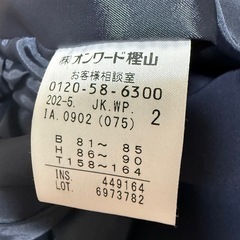 ㈱オンワード樫山
お客様相談室
0120-58-6300
202-5. JK.WP. 2
IA.0902 (075)
B 81～ 85
H 86～ 90
T 158～164
INS. 449164
LOT. 6973782